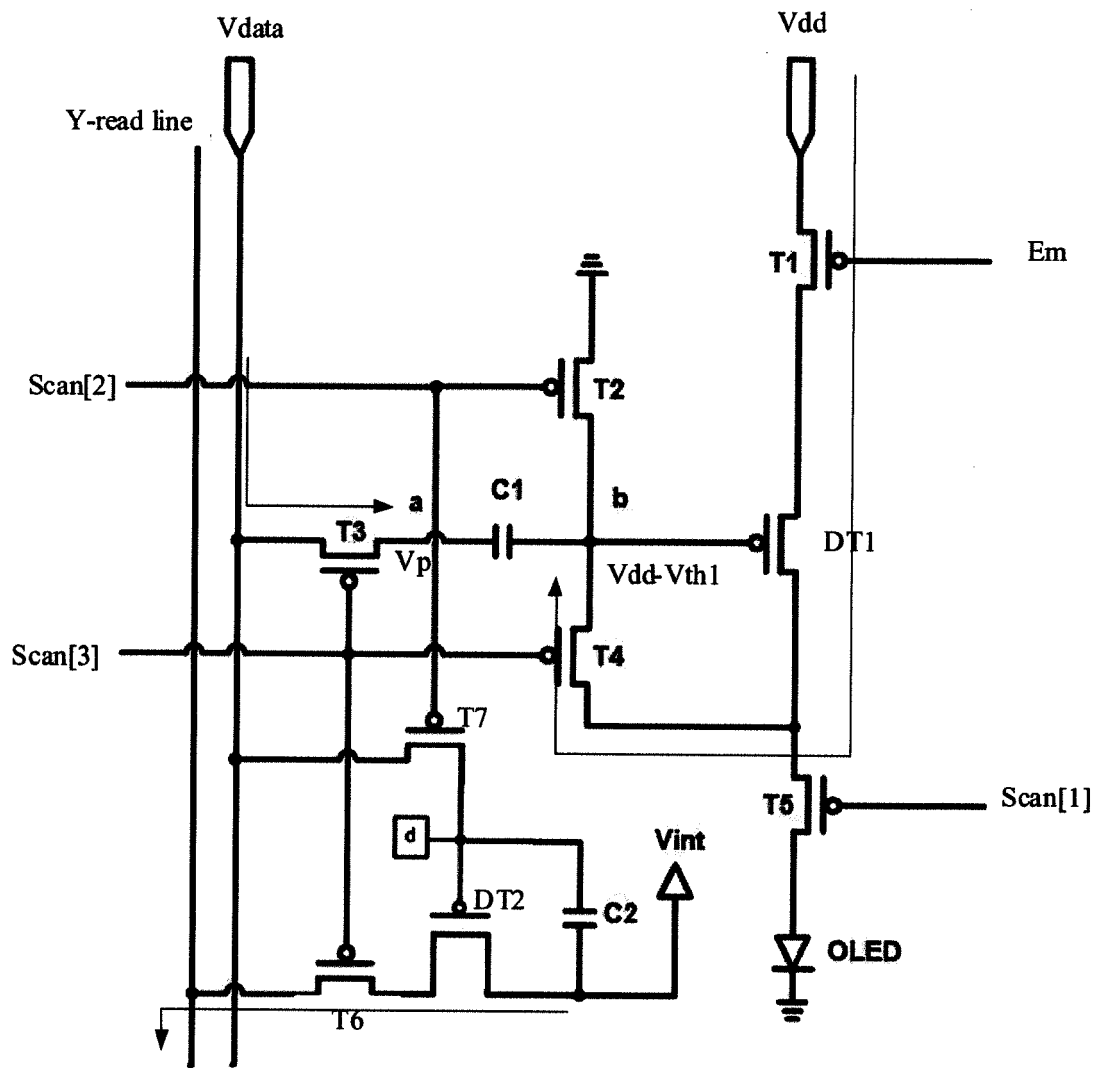 Vdata
Vdd
Y-read line
T1
Em
Scan[2]
T2
a
C1
b
T3
Vp
Vdd-Vth1
DT1
Scan[3]
T4
T7
T5
Scan[1]
d
Vint
DT2
C2
OLED
T6